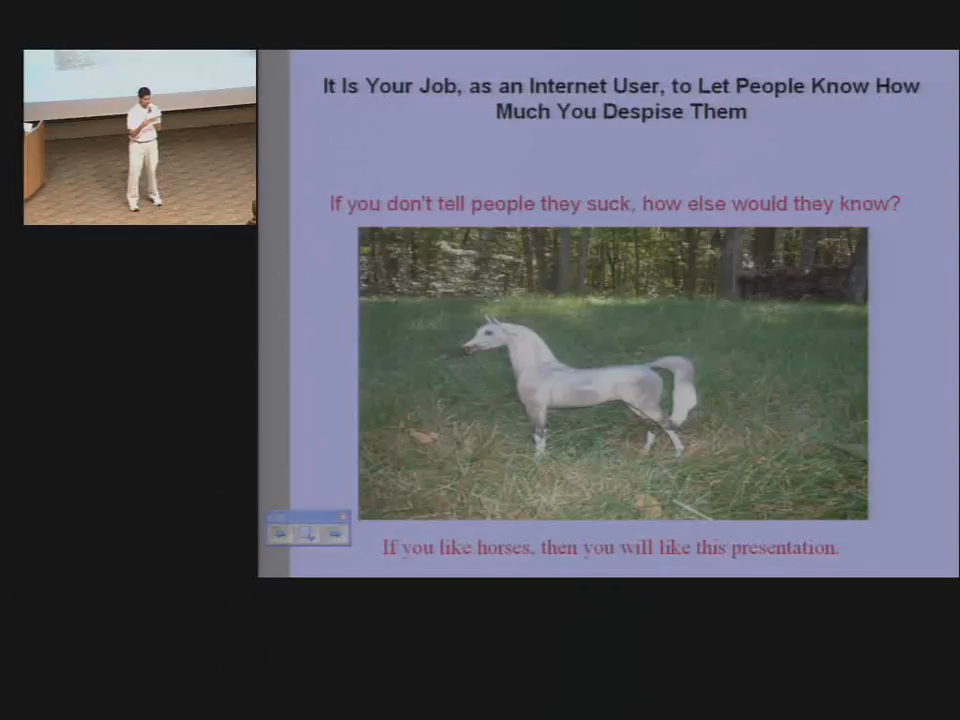 It Is Your Job, as an Internet User, to Let People Know How
Much You Despise Them
If you don't tell people they suck, how else would they know?
If you like horses, then you will like this presentation.